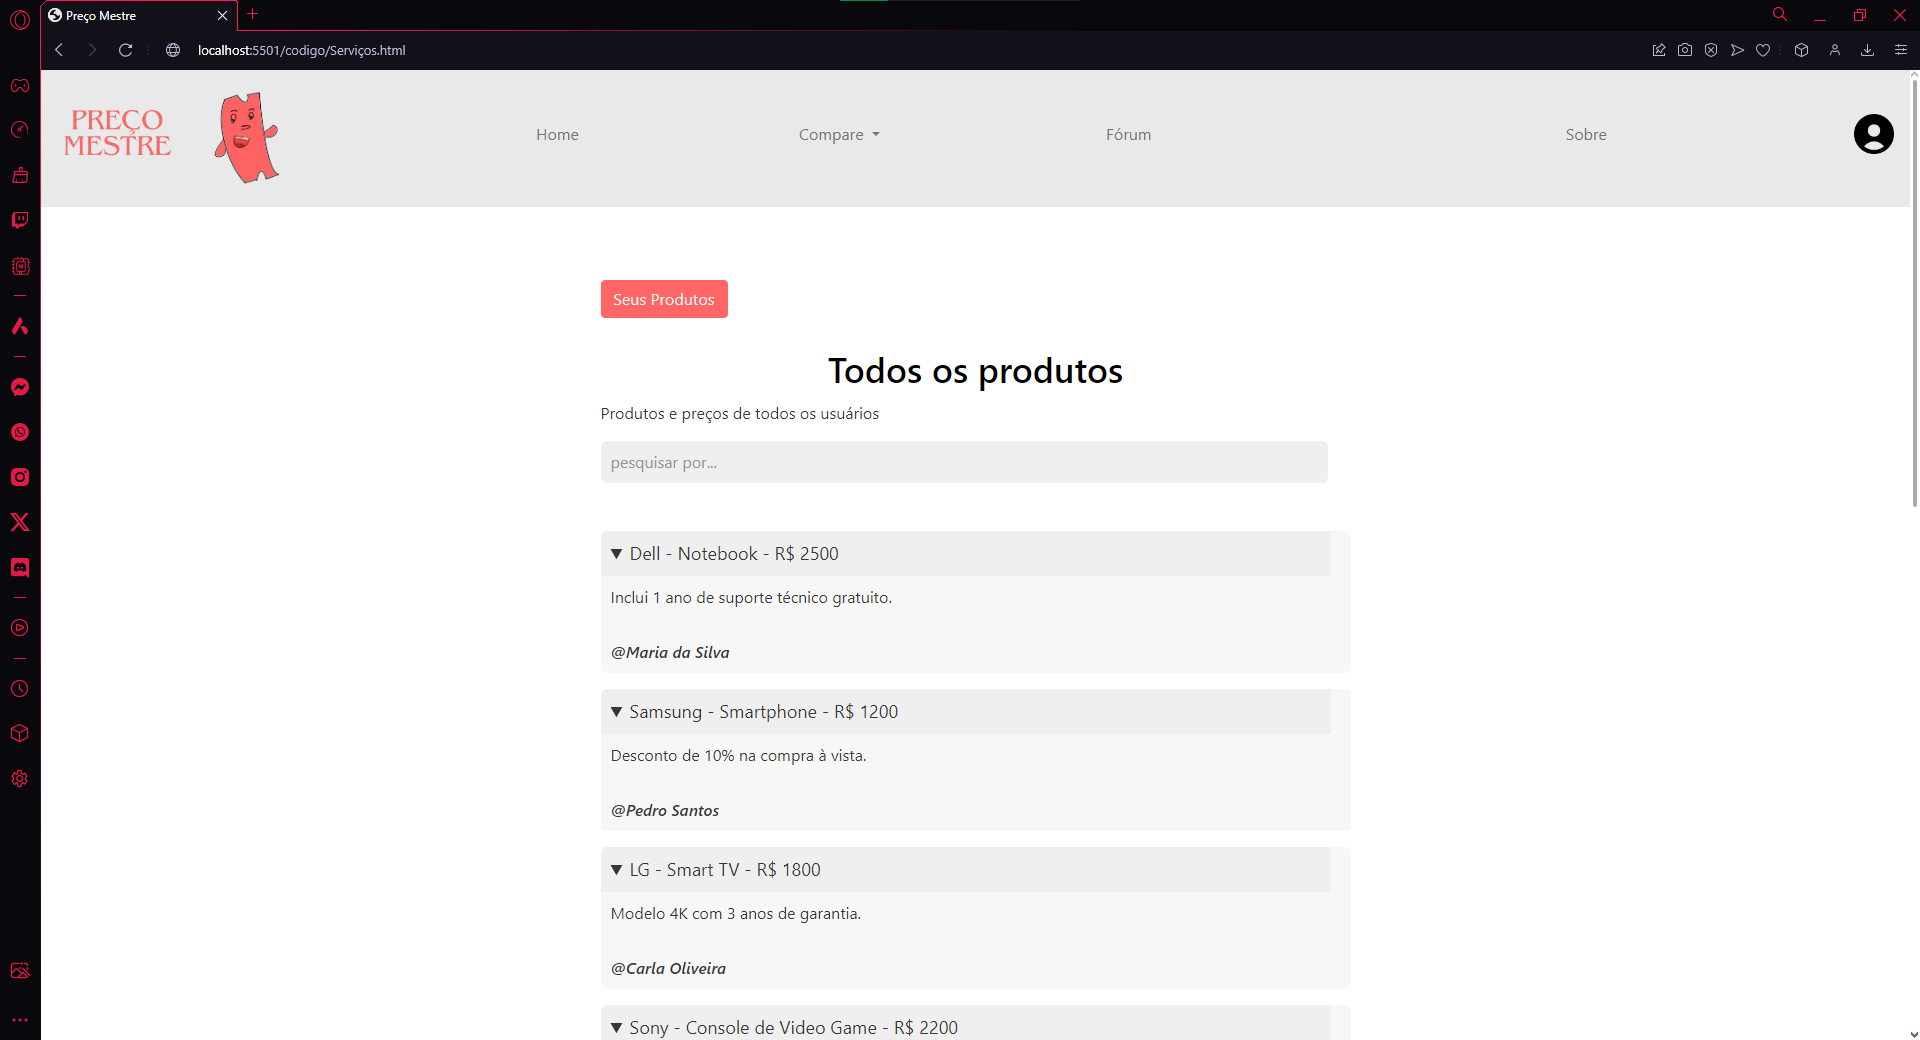 Preço Mestre
localhost:5501/codigo/Serviços.html
PREÇO
MESTRE
Home
Compare
Fórum
Sobre
Seus Produtos
Todos os produtos
Produtos e preços de todos os usuários
pesquisar por...
Dell - Notebook - R$ 2500
Inclui 1 ano de suporte técnico gratuito.
@Maria da Silva
Samsung - Smartphone - R$ 1200
Desconto de 10% na compra à vista.
@Pedro Santos
LG - Smart TV - R$ 1800
Modelo 4K com 3 anos de garantia.
@Carla Oliveira
Sony - Console de Video Game - R$ 2200